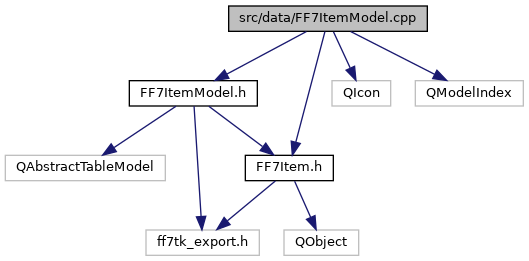 src/data/FF7ItemModel.cpp
FF7ItemModel.h
QIcon
QModelIndex
QAbstractTableModel
FF7Item.h
ff7tk_export.h
QObject